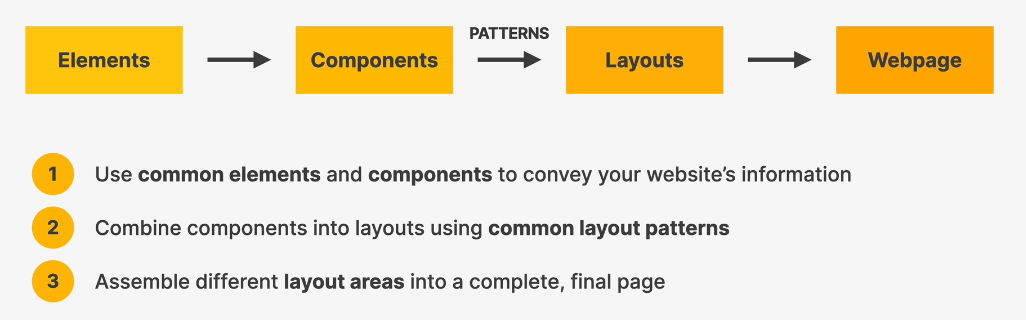 PATTERNS
Elements
Components
Layouts
Webpage
1 Use common elements and components to convey your website’s information
2 Combine components into layouts using common layout patterns
3 Assemble different layout areas into a complete, final page